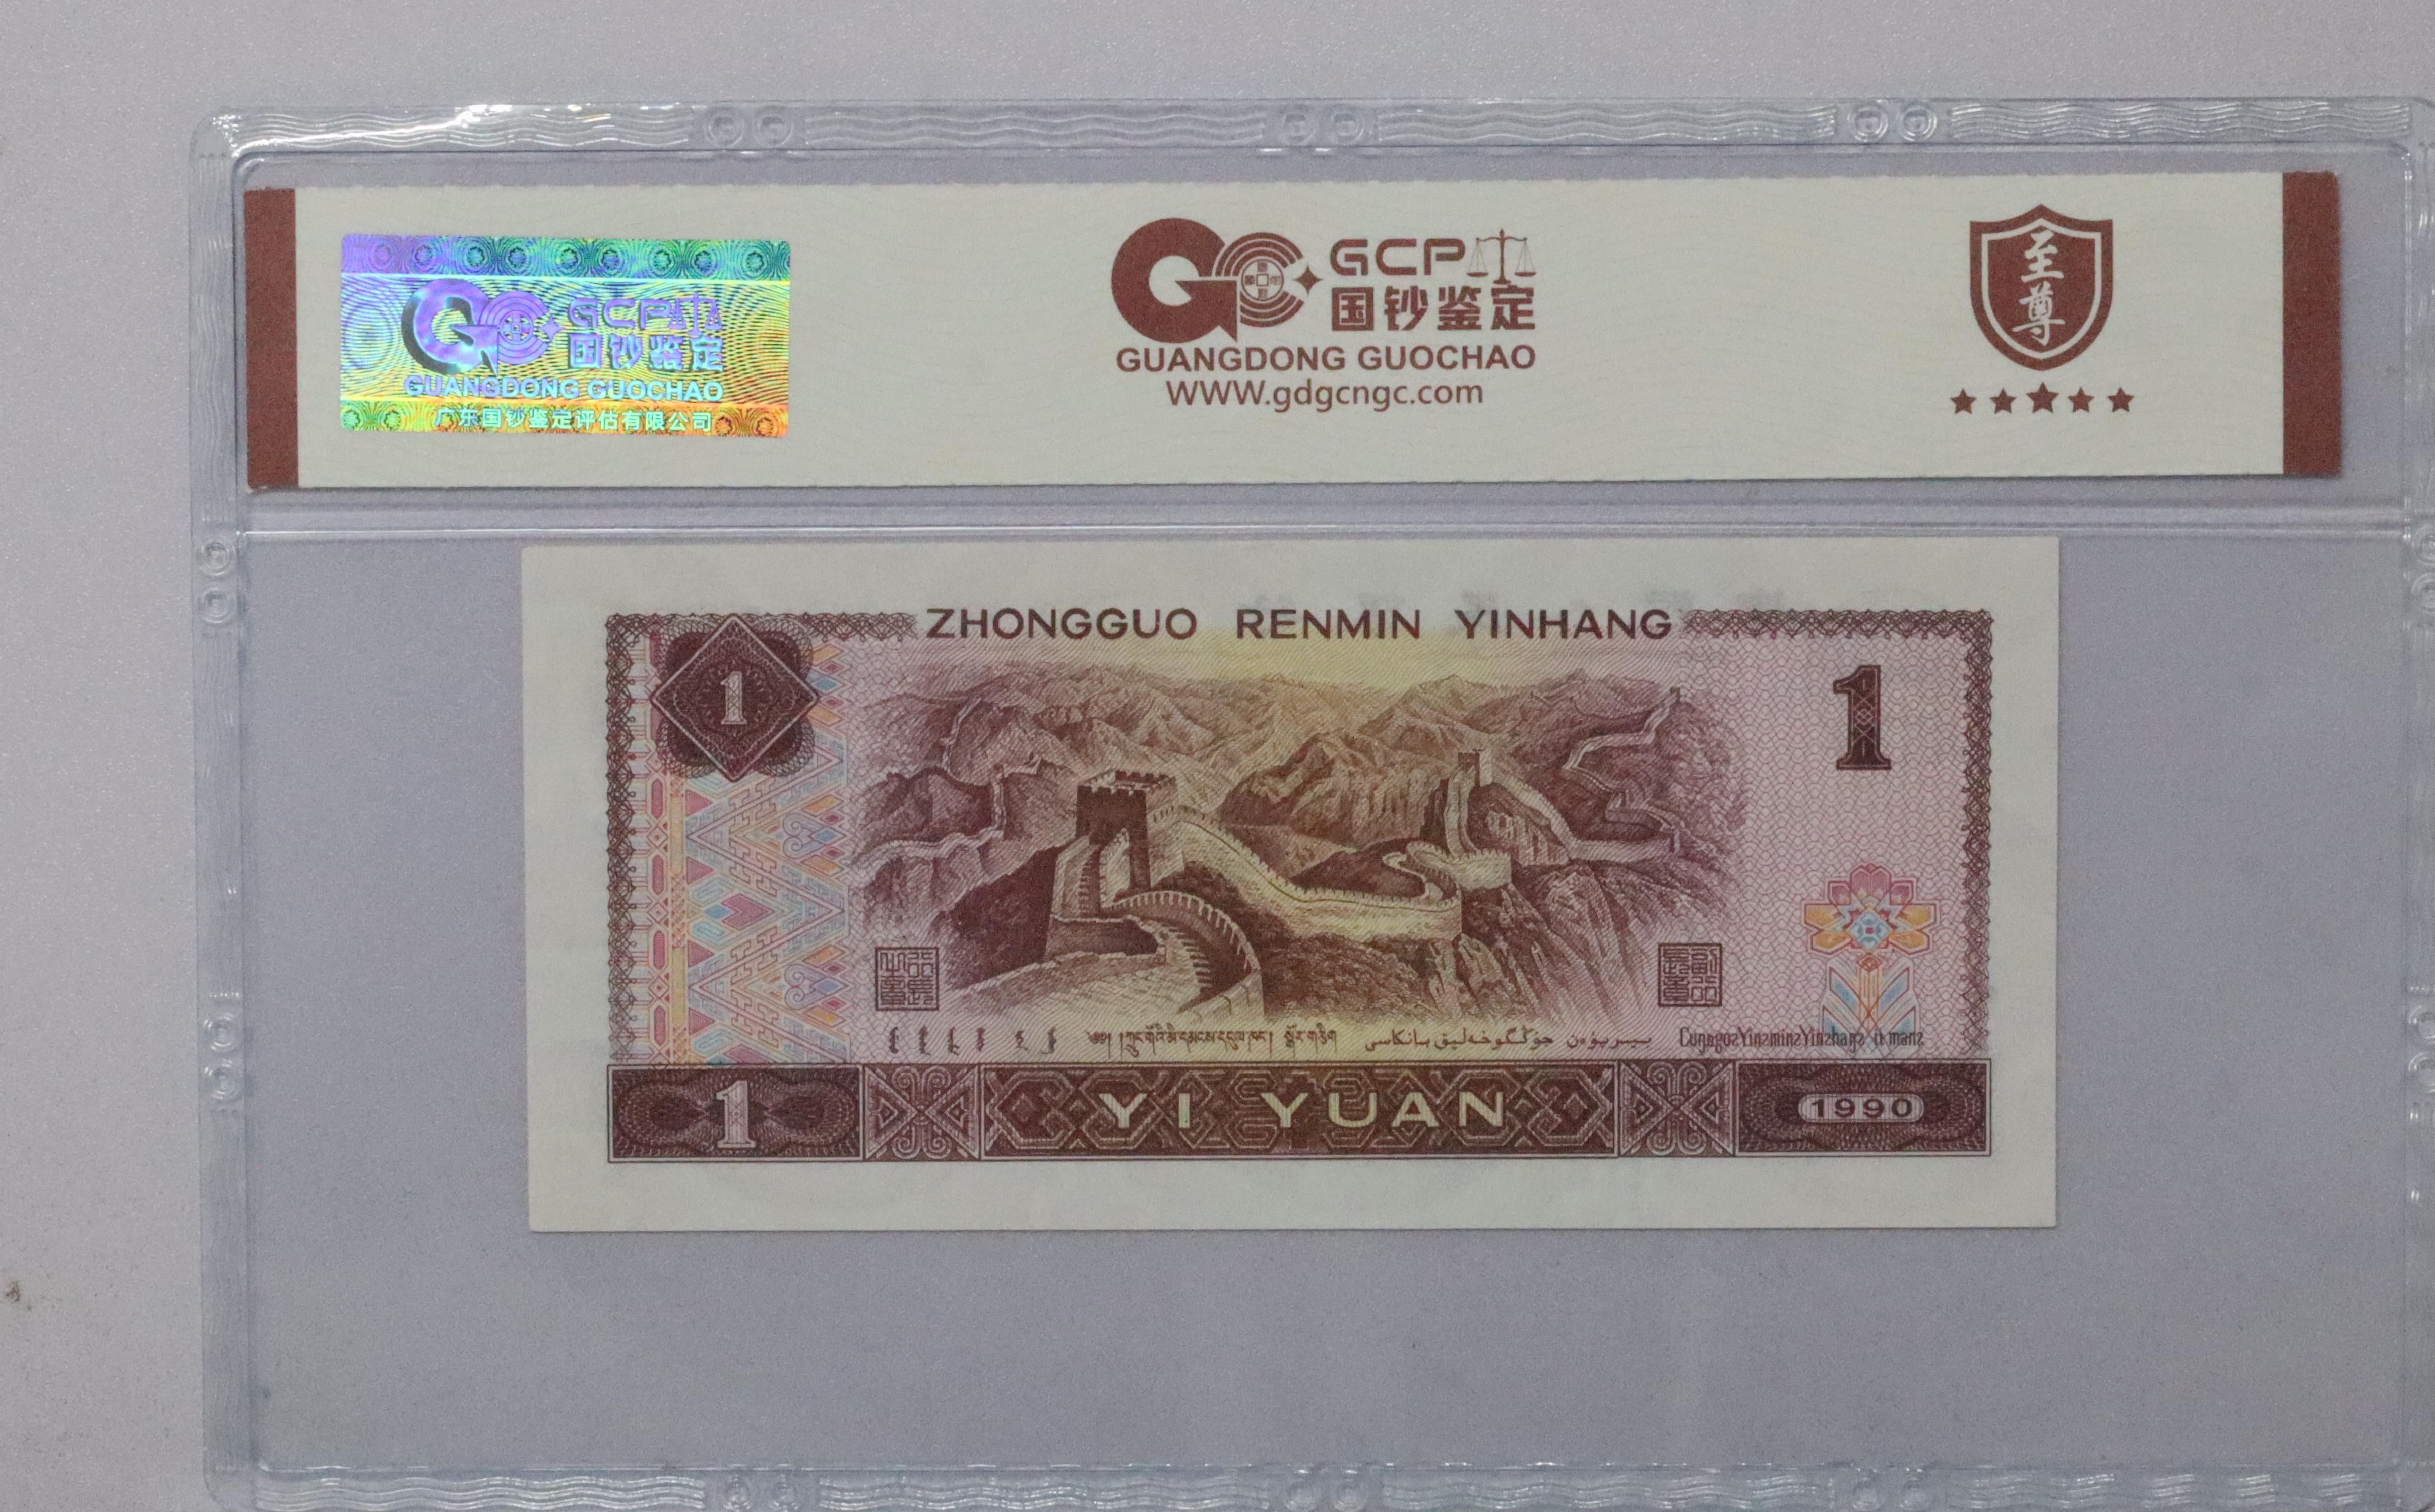 GCP
国钞鉴定
GUANGDONG GUOCHAO
广东国钞鉴定评估有限公司
GCP
国钞鉴定
GUANGDONG GUOCHAO
WWW.gdgcngc.com
至
尊
ZHONGGUO RENMIN YINHANG
1
1
YI YUAN
1
1990